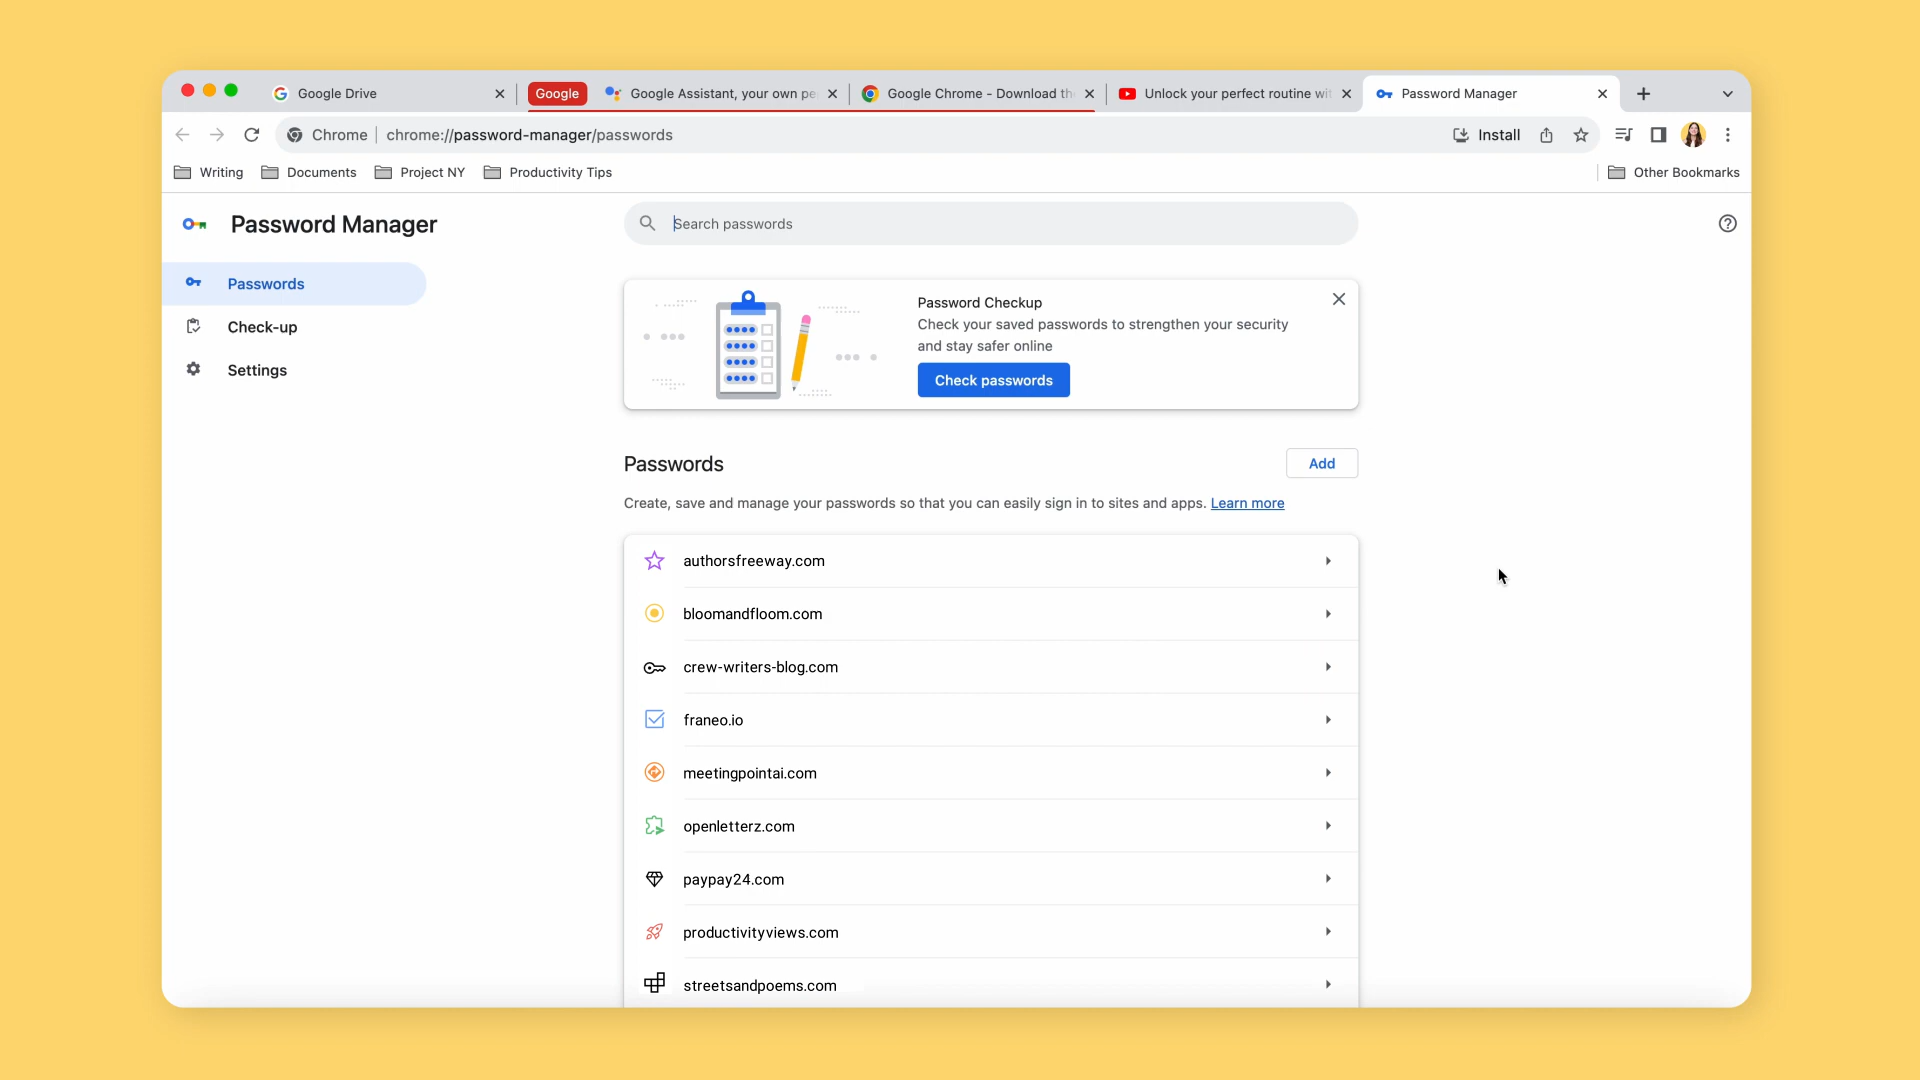 Google Drive
Google
Google Assistant, your own pe
Google Chrome - Download th
Unlock your perfect routine wit
Password Manager
Chrome
chrome://password-manager/passwords
Install
Writing
Documents
Project NY
Productivity Tips
Other Bookmarks
Password Manager
Search passwords
Passwords
Check-up
Settings
Password Checkup
Check your saved passwords to strengthen your security
and stay safer online
Check passwords
Passwords
Add
Create, save and manage your passwords so that you can easily sign in to sites and apps. Learn more
authorsfreeway.com
bloomandfloom.com
crew-writers-blog.com
franeo.io
meetingpointai.com
openletterz.com
paypay24.com
productivityviews.com
streetsandpoems.com